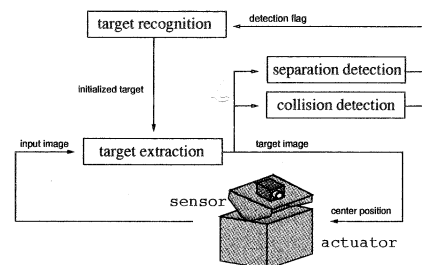 target recognition
detection flag
separation detection
initialized target
collision detection
input image
target extraction
target image
sensor
center position
actuator